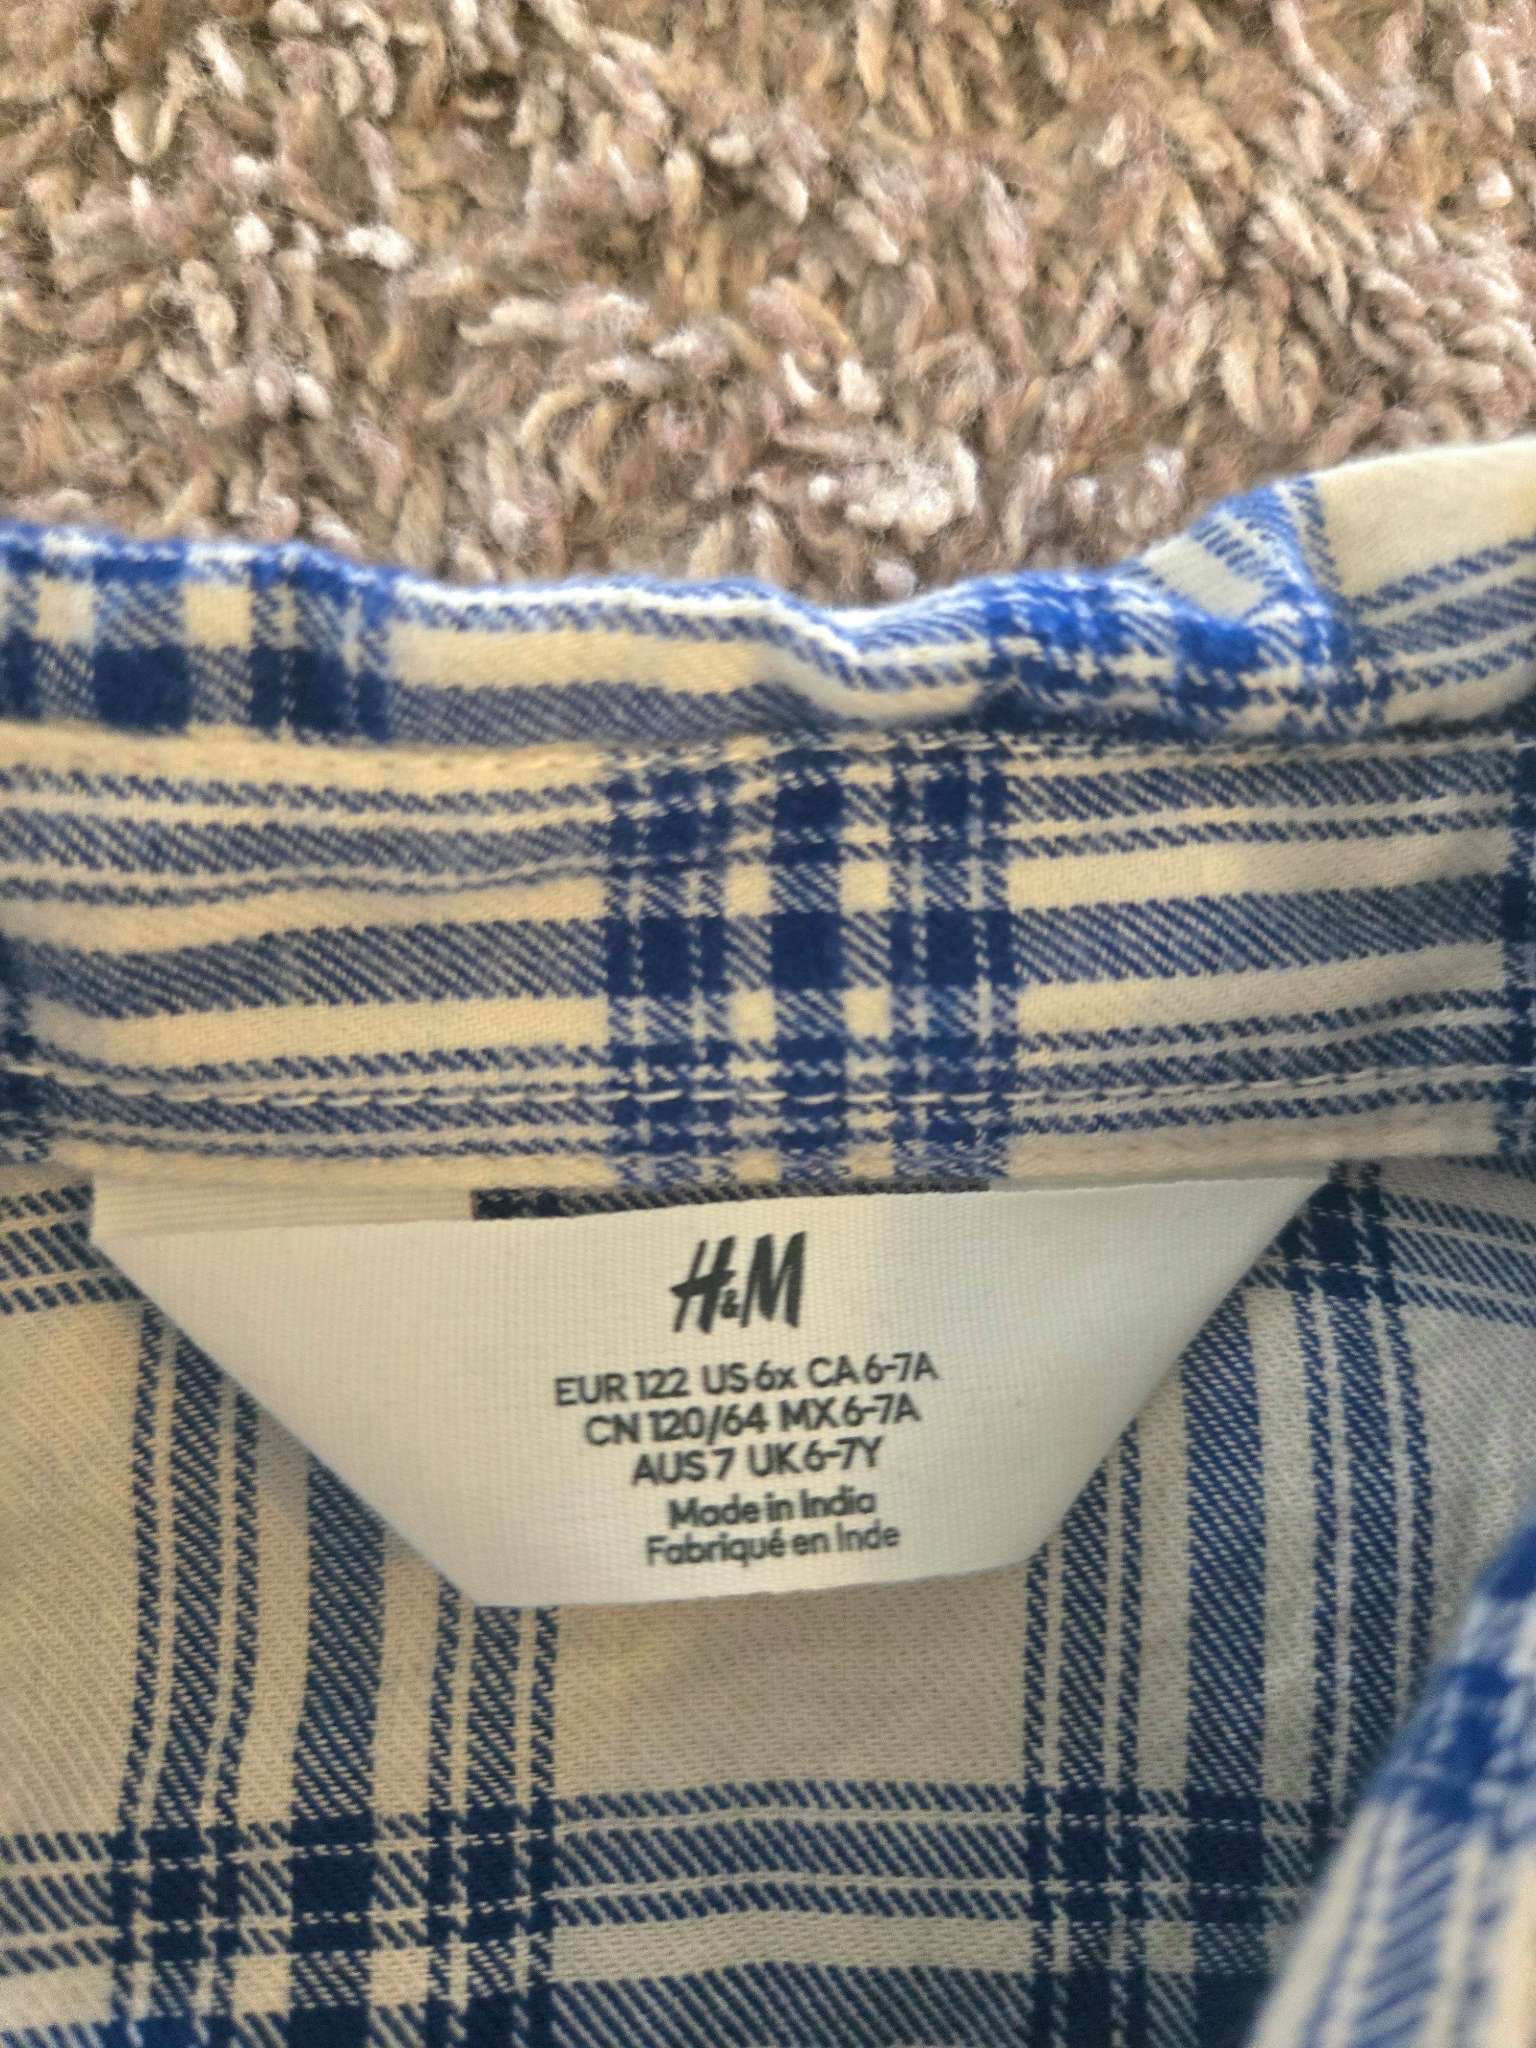 H&M
EUR 122 US 6x CA 6-7A
CN 120/64 MX 6-7A
AUS 7 UK 6-7Y
Made in India
Fabriqué en Inde